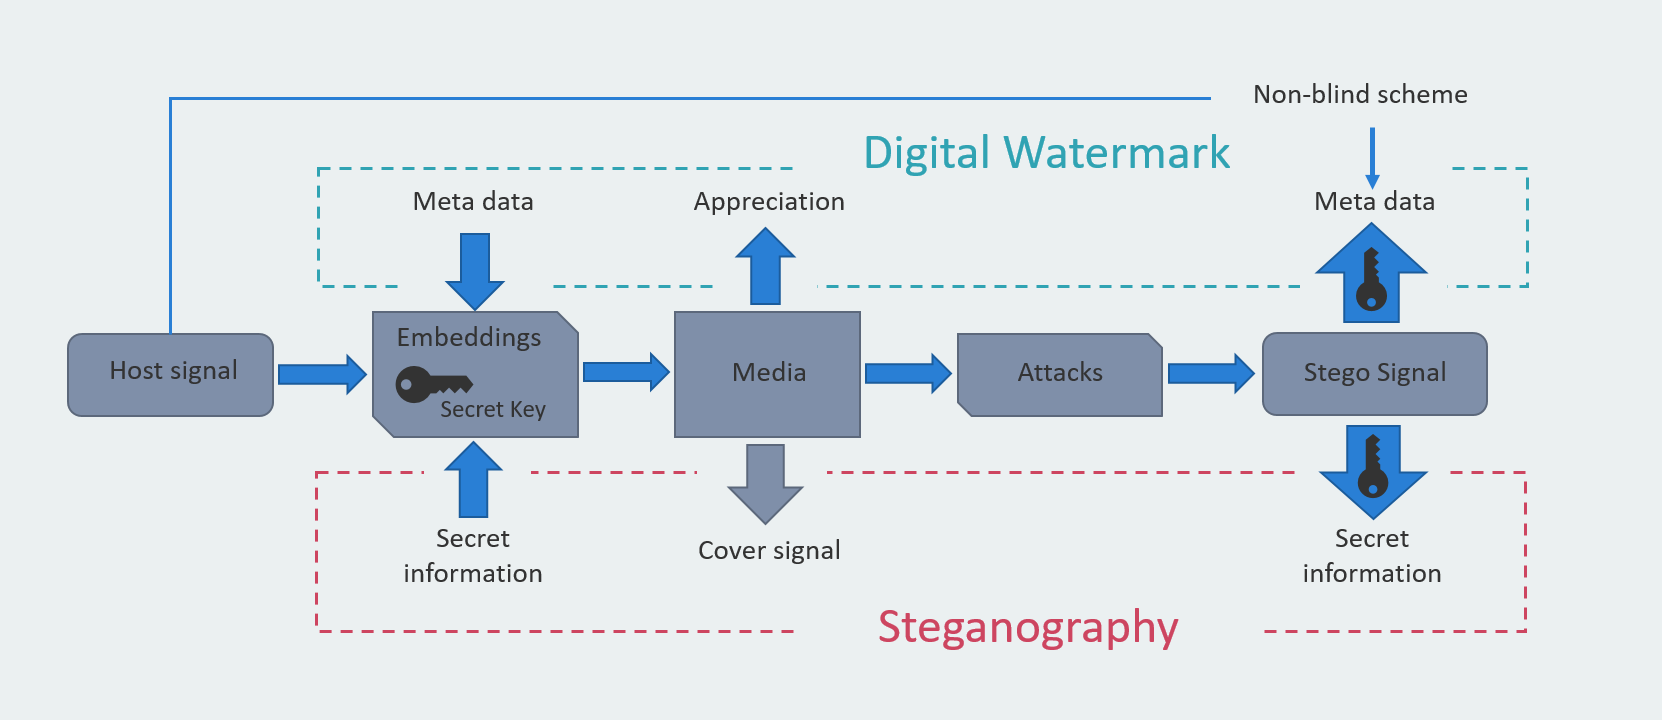 Non-blind scheme
Digital Watermark
Meta data
Appreciation
Meta data
Host signal
Embeddings
Secret Key
Media
Attacks
Stego Signal
Secret
information
Cover signal
Secret
information
Steganography